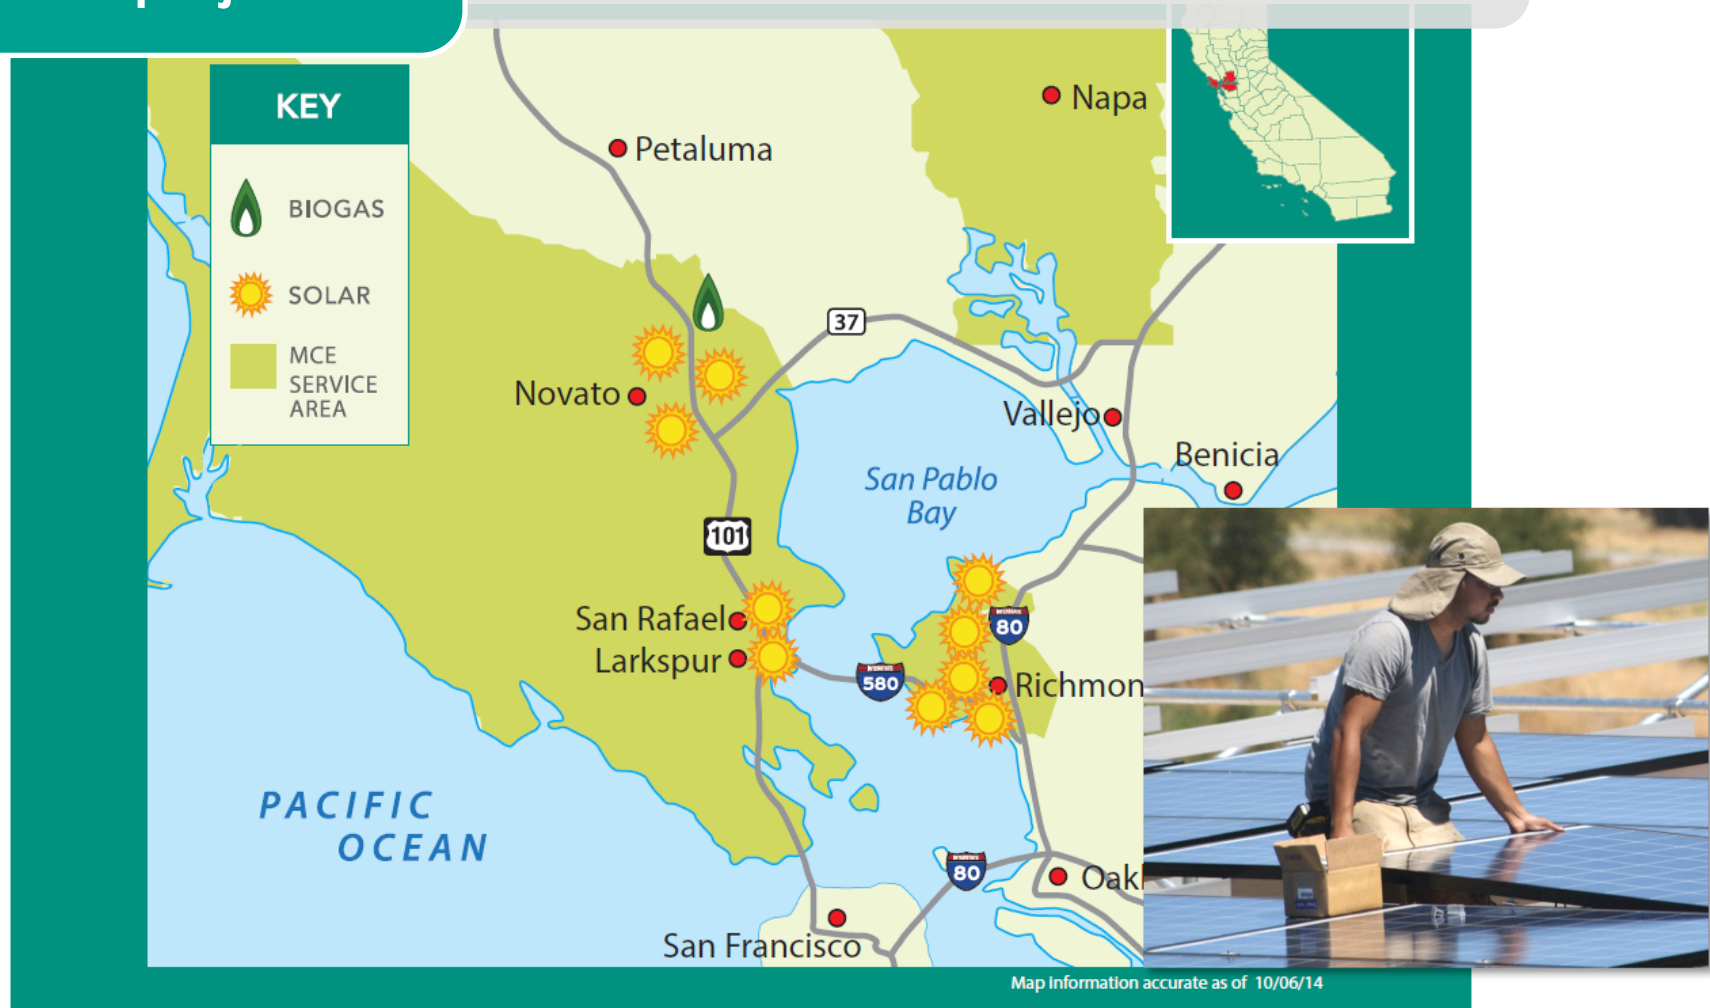 KEY
BIOGAS
SOLAR
MCE
SERVICE
AREA
Napa
Petaluma
37
Novato
Vallejo
Benicia
San Pablo
Bay
101
San Rafael
80
Larkspur
580
Richmon
PACIFIC
OCEAN
80
Oakl
San Francisco
Map information accurate as of 10/06/14